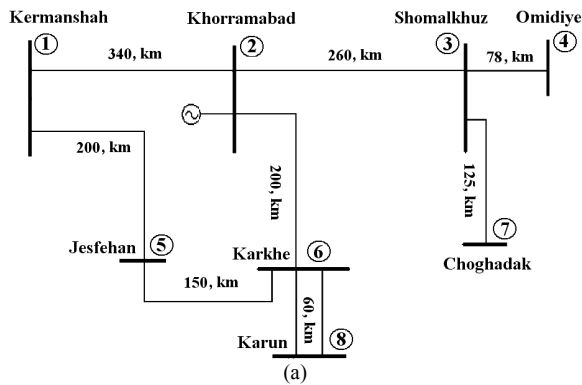 Kermanshah
Khorramabad
Shomalkhuz
Omidiye
1
2
3
4
340, km
260, km
78, km
200, km
200, km
125, km
Jesfehan
5
Karkhe
6
7
Choghadak
150, km
60, km
Karun
8
(a)